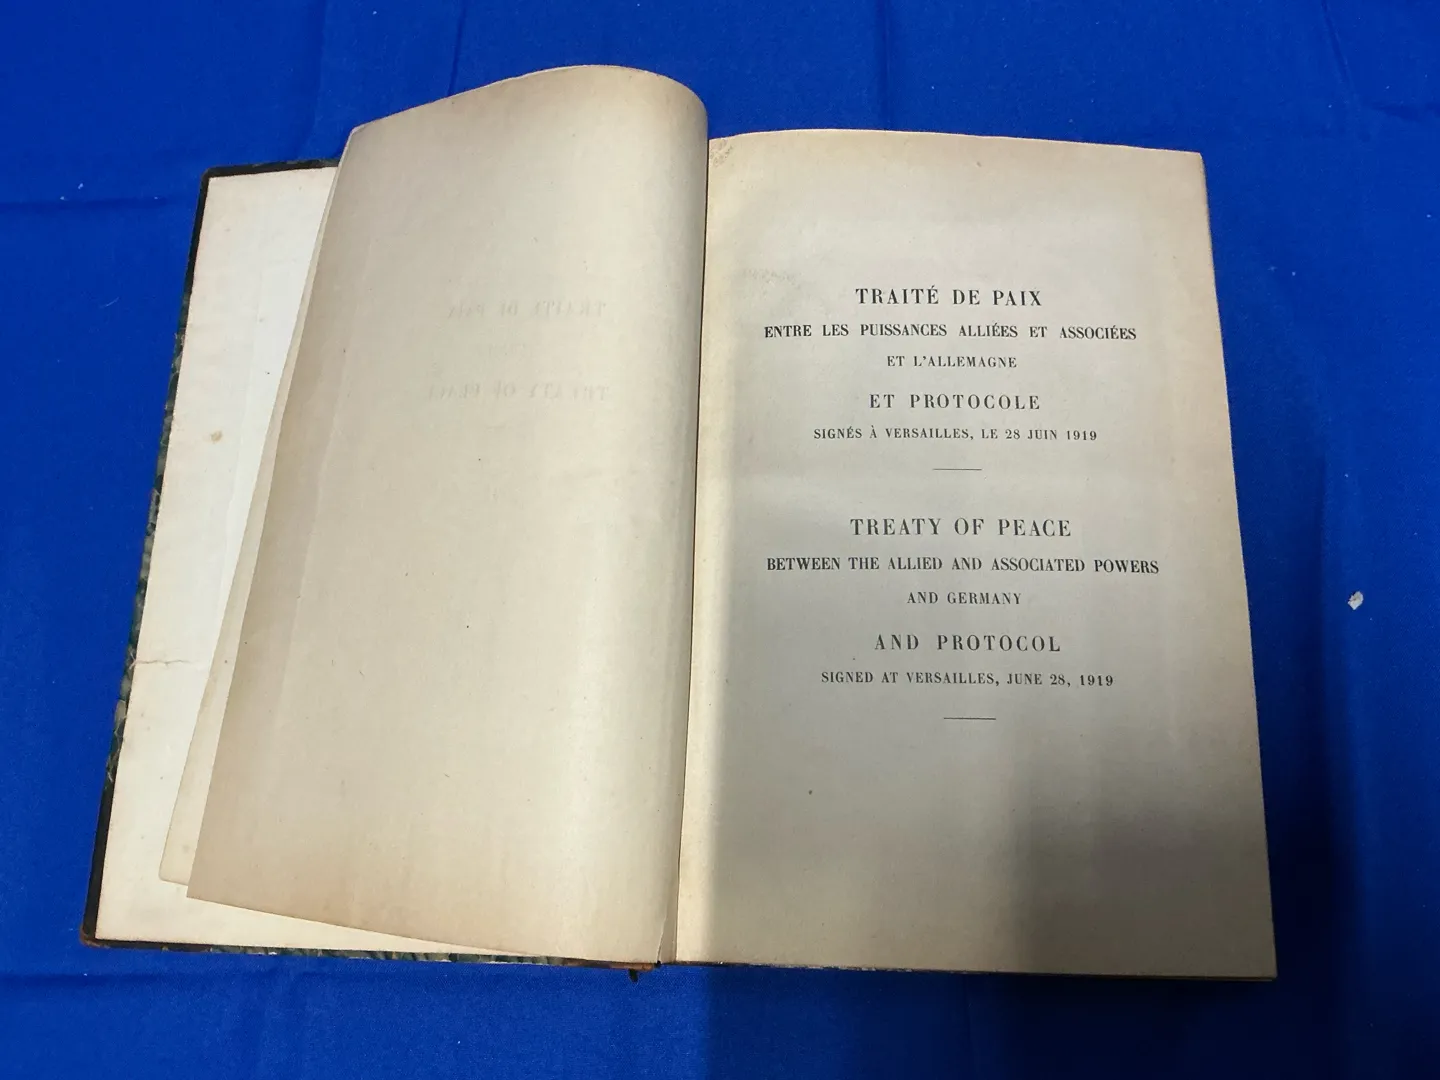 TRAITÉ DE PAIX
ENTRE LES PUISSANCES ALLIÉES ET ASSOCIÉES
ET L'ALLEMAGNE
ET PROTOCOLE
SIGNÉS À VERSAILLES, LE 28 JUIN 1919
TREATY OF PEACE
BETWEEN THE ALLIED AND ASSOCIATED POWERS
AND GERMANY
AND PROTOCOL
SIGNED AT VERSAILLES, JUNE 28, 1919